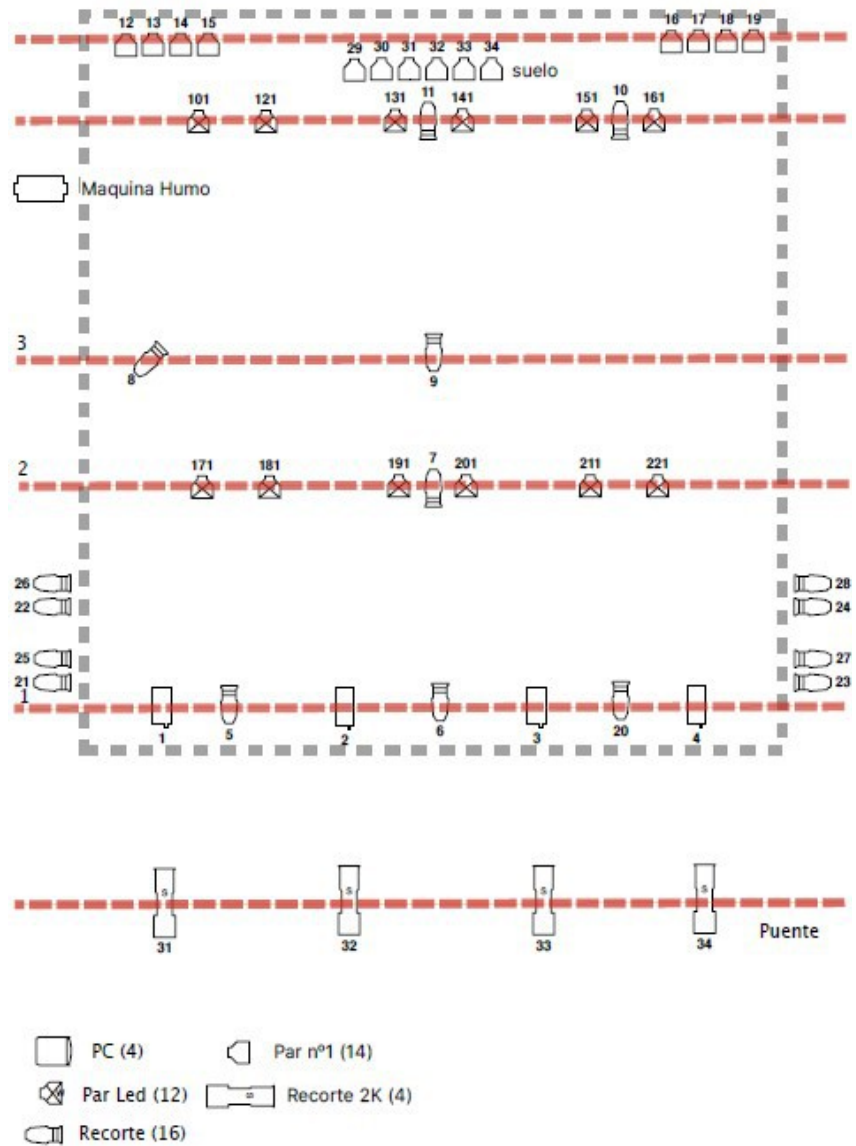 12 13 14 15 16 17 18 19
29 30 31 32 33 34 suelo
101 121 131 11 141 151 10 161
Maquina Humo
3
8 9
2
171 181 191 7 201 211 221
26 28
22 24
25 27
21 23
1
1 5 2 6 3 20 4
S S S S
31 32 33 34
Puente
PC (4) Par nº1 (14)
Par Led (12) S Recorte 2K (4)
Recorte (16)